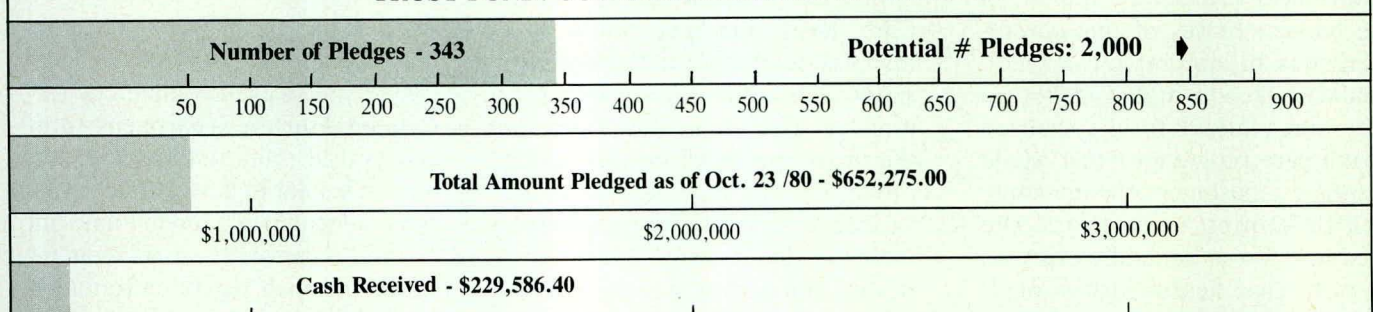 Number of Pledges - 343 Potential # Pledges: 2,000
50 100 150 200 250 300 350 400 450 500 550 600 650 700 750 800 850 900
Total Amount Pledged as of Oct. 23 /80 - $652,275.00
$1,000,000 $2,000,000 $3,000,000
Cash Received - $229,586.40